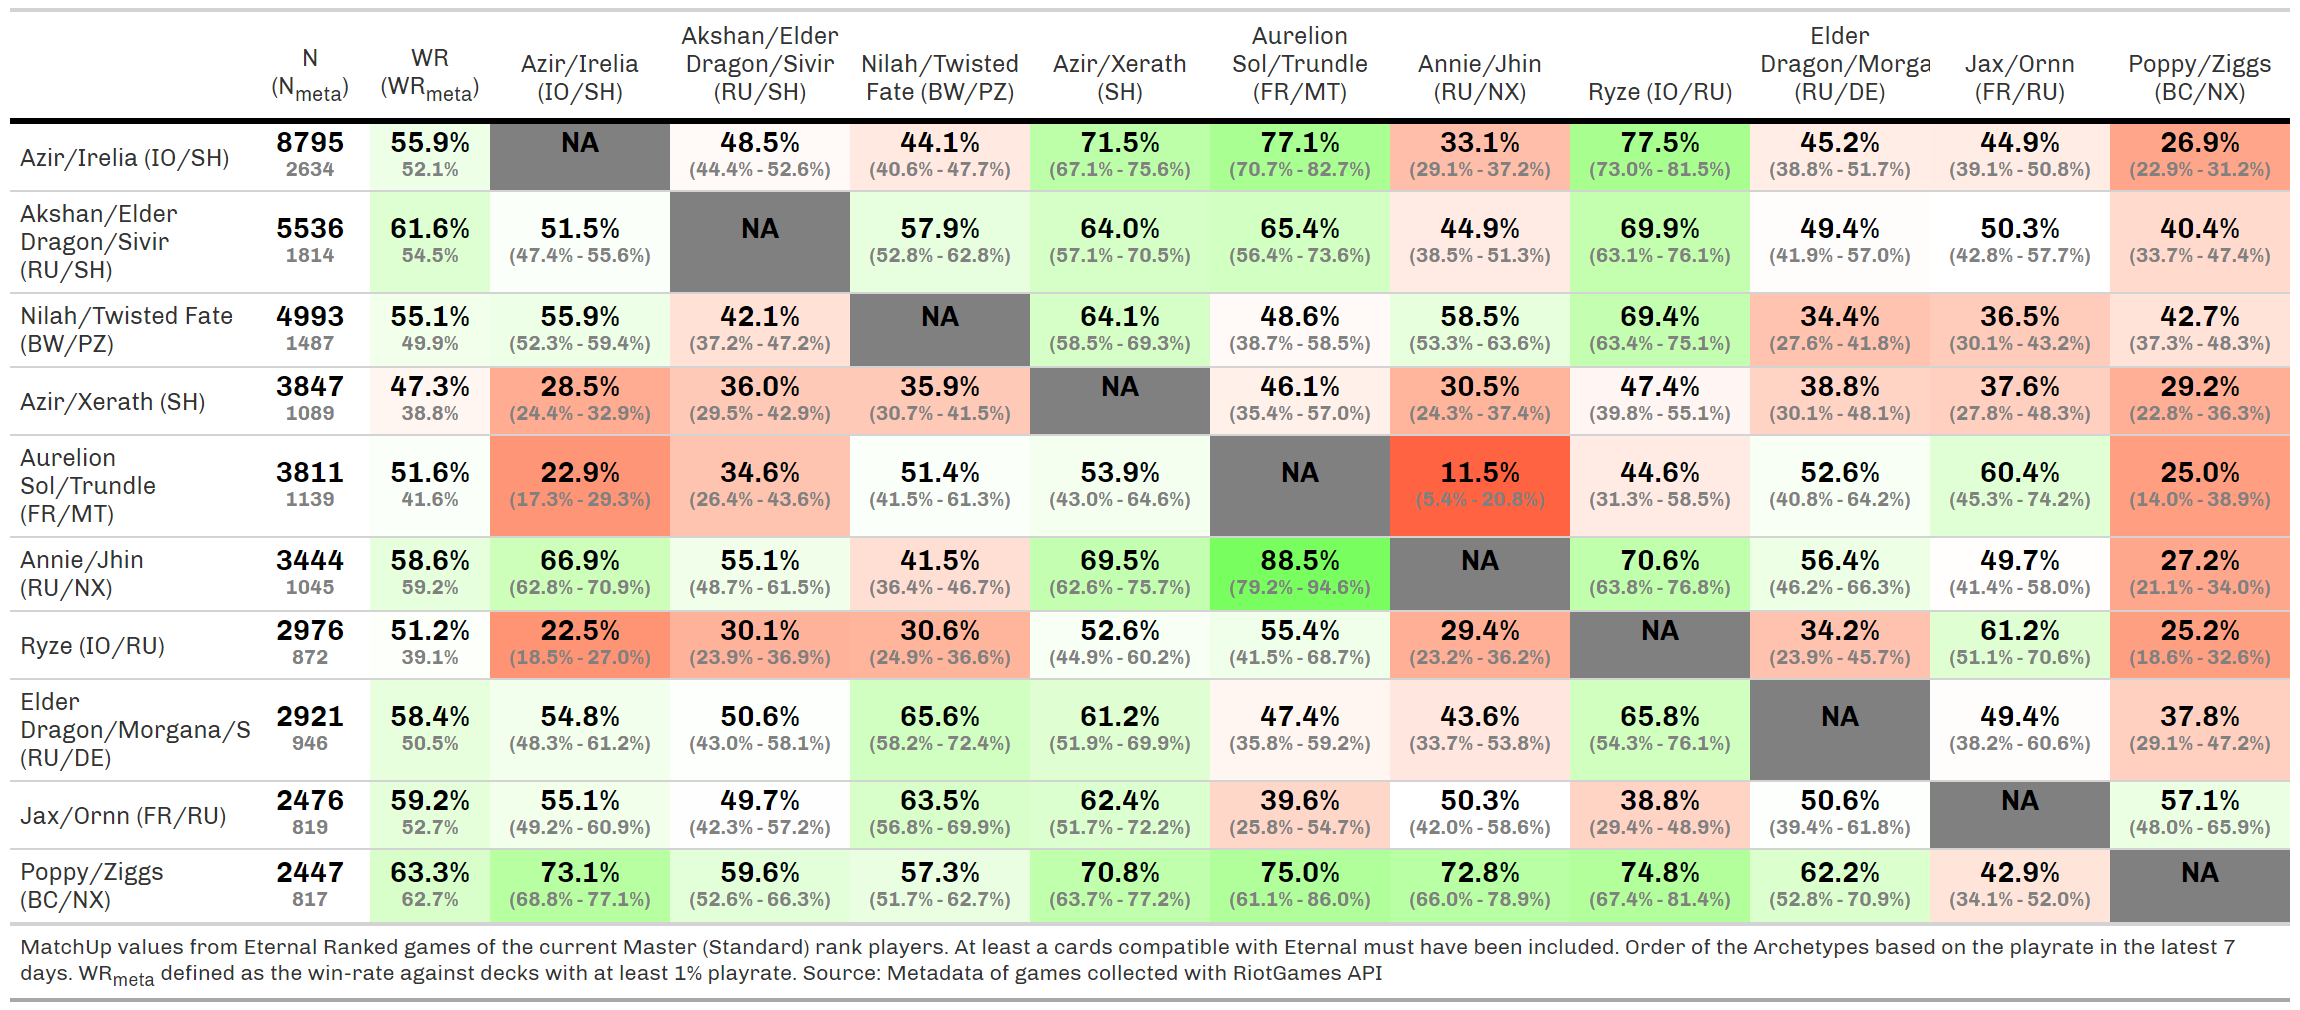 N (Nmeta) WR (WRmeta) Azir/Irelia (IO/SH) Akshan/Elder Dragon/Sivir (RU/SH) Nilah/Twisted Fate (BW/PZ) Azir/Xerath (SH) Aurelion Sol/Trundle (FR/MT) Annie/Jhin (RU/NX) Ryze (IO/RU) Elder Dragon/Morga (RU/DE) Jax/Ornn (FR/RU) Poppy/Ziggs (BC/NX)
Azir/Irelia (IO/SH) 8795 55.9% NA 48.5% 44.1% 71.5% 77.1% 33.1% 77.5% 45.2% 44.9% 26.9%
2634 52.1% (44.4% - 52.6%) (40.6% - 47.7%) (67.1% - 75.6%) (70.7% - 82.7%) (29.1% - 37.2%) (73.0% - 81.5%) (38.8% - 51.7%) (39.1% - 50.8%) (22.9% - 31.2%)
Akshan/Elder Dragon/Sivir (RU/SH) 5536 61.6% 51.5% NA 57.9% 64.0% 65.4% 44.9% 69.9% 49.4% 50.3% 40.4%
1814 54.5% (47.4% - 55.6%) (52.8% - 62.8%) (57.1% - 70.5%) (56.4% - 73.6%) (38.5% - 51.3%) (63.1% - 76.1%) (41.9% - 57.0%) (42.8% - 57.7%) (33.7% - 47.4%)
Nilah/Twisted Fate (BW/PZ) 4993 55.1% 55.9% 42.1% NA 64.1% 48.6% 58.5% 69.4% 34.4% 36.5% 42.7%
1487 49.9% (52.3% - 59.4%) (37.2% - 47.2%) (58.5% - 69.3%) (38.7% - 58.5%) (53.3% - 63.6%) (63.4% - 75.1%) (27.6% - 41.8%) (30.1% - 43.2%) (37.3% - 48.3%)
Azir/Xerath (SH) 3847 47.3% 28.5% 36.0% 35.9% NA 46.1% 30.5% 47.4% 38.8% 37.6% 29.2%
1089 38.8% (24.4% - 32.9%) (29.5% - 42.9%) (30.7% - 41.5%) (35.4% - 57.0%) (24.3% - 37.4%) (39.8% - 55.1%) (30.1% - 48.1%) (27.8% - 48.3%) (22.8% - 36.3%)
Aurelion Sol/Trundle (FR/MT) 3811 51.6% 22.9% 34.6% 51.4% 53.9% NA 11.5% 44.6% 52.6% 60.4% 25.0%
1139 41.6% (17.3% - 29.3%) (26.4% - 43.6%) (41.5% - 61.3%) (43.0% - 64.6%) (5.4% - 20.8%) (31.3% - 58.5%) (40.8% - 64.2%) (45.3% - 74.2%) (14.0% - 38.9%)
Annie/Jhin (RU/NX) 3444 58.6% 66.9% 55.1% 41.5% 69.5% 88.5% NA 70.6% 56.4% 49.7% 27.2%
1045 59.2% (62.8% - 70.9%) (48.7% - 61.5%) (36.4% - 46.7%) (62.6% - 75.7%) (79.2% - 94.6%) (63.8% - 76.8%) (46.2% - 66.3%) (41.4% - 58.0%) (21.1% - 34.0%)
Ryze (IO/RU) 2976 51.2% 22.5% 30.1% 30.6% 52.6% 55.4% 29.4% NA 34.2% 61.2% 25.2%
872 39.1% (18.5% - 27.0%) (23.9% - 36.9%) (24.9% - 36.6%) (44.9% - 60.2%) (41.5% - 68.7%) (23.2% - 36.2%) (23.9% - 45.7%) (51.1% - 70.6%) (18.6% - 32.6%)
Elder Dragon/Morgana/S (RU/DE) 2921 58.4% 54.8% 50.6% 65.6% 61.2% 47.4% 43.6% 65.8% NA 49.4% 37.8%
946 50.5% (48.3% - 61.2%) (43.0% - 58.1%) (58.2% - 72.4%) (51.9% - 69.9%) (35.8% - 59.2%) (33.7% - 53.8%) (54.3% - 76.1%) (38.2% - 60.6%) (29.1% - 47.2%)
Jax/Ornn (FR/RU) 2476 59.2% 55.1% 49.7% 63.5% 62.4% 39.6% 50.3% 38.8% 50.6% NA 57.1%
819 52.7% (49.2% - 60.9%) (42.3% - 57.2%) (56.8% - 69.9%) (51.7% - 72.2%) (25.8% - 54.7%) (42.0% - 58.6%) (29.4% - 48.9%) (39.4% - 61.8%) (48.0% - 65.9%)
Poppy/Ziggs (BC/NX) 2447 63.3% 73.1% 59.6% 57.3% 70.8% 75.0% 72.8% 74.8% 62.2% 42.9% NA
817 62.7% (68.8% - 77.1%) (52.6% - 66.3%) (51.7% - 62.7%) (63.7% - 77.2%) (61.1% - 86.0%) (66.0% - 78.9%) (67.4% - 81.4%) (52.8% - 70.9%) (34.1% - 52.0%)
MatchUp values from Eternal Ranked games of the current Master (Standard) rank players. At least a cards compatible with Eternal must have been included. Order of the Archetypes based on the playrate in the latest 7
days. WRmeta defined as the win-rate against decks with at least 1% playrate. Source: Metadata of games collected with RiotGames API